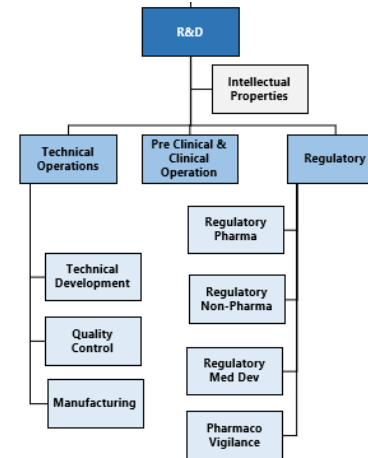 R&D
Intellectual
Properties
Technical
Operations
Pre Clinical &
Clinical
Operation
Regulatory
Technical
Development
Quality
Control
Manufacturing
Regulatory
Pharma
Regulatory
Non-Pharma
Regulatory
Med Dev
Pharmaco
Vigilance